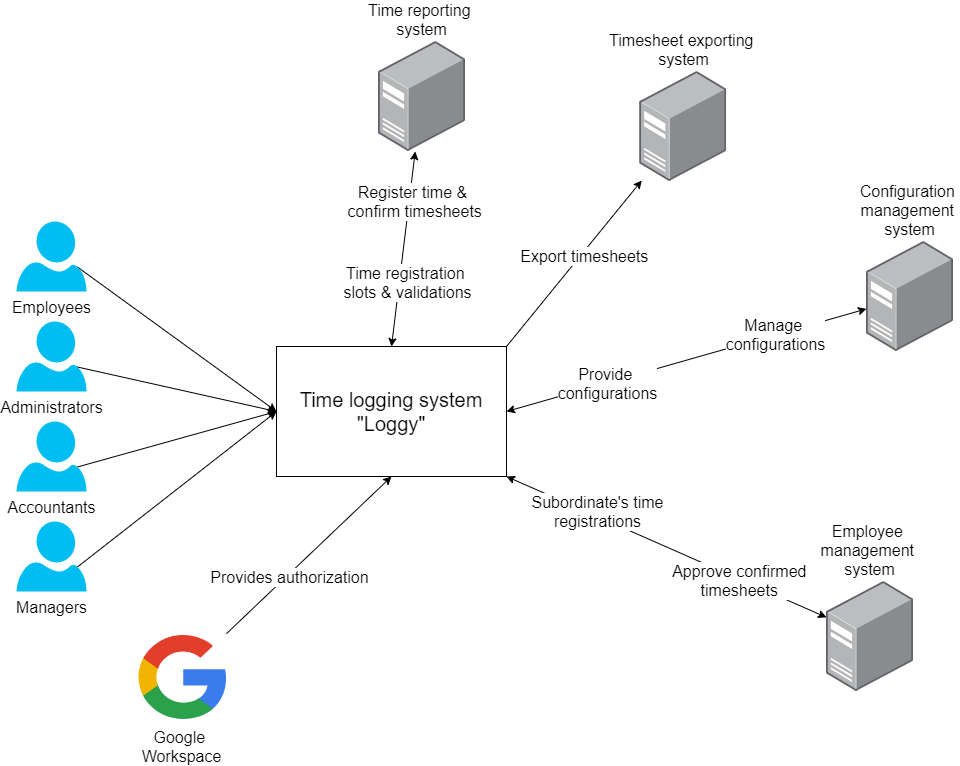 Time reporting
system
Timesheet exporting
system
Configuration
management
system
Register time &
confirm timesheets
Time registration
slots & validations
Export timesheets
Employees
Administrators
Accountants
Managers
Time logging system
"Loggy"
Manage
configurations
Provide
configurations
Subordinate's time
registrations
Approve confirmed
timesheets
Employee
management
system
Provides authorization
Google
Workspace